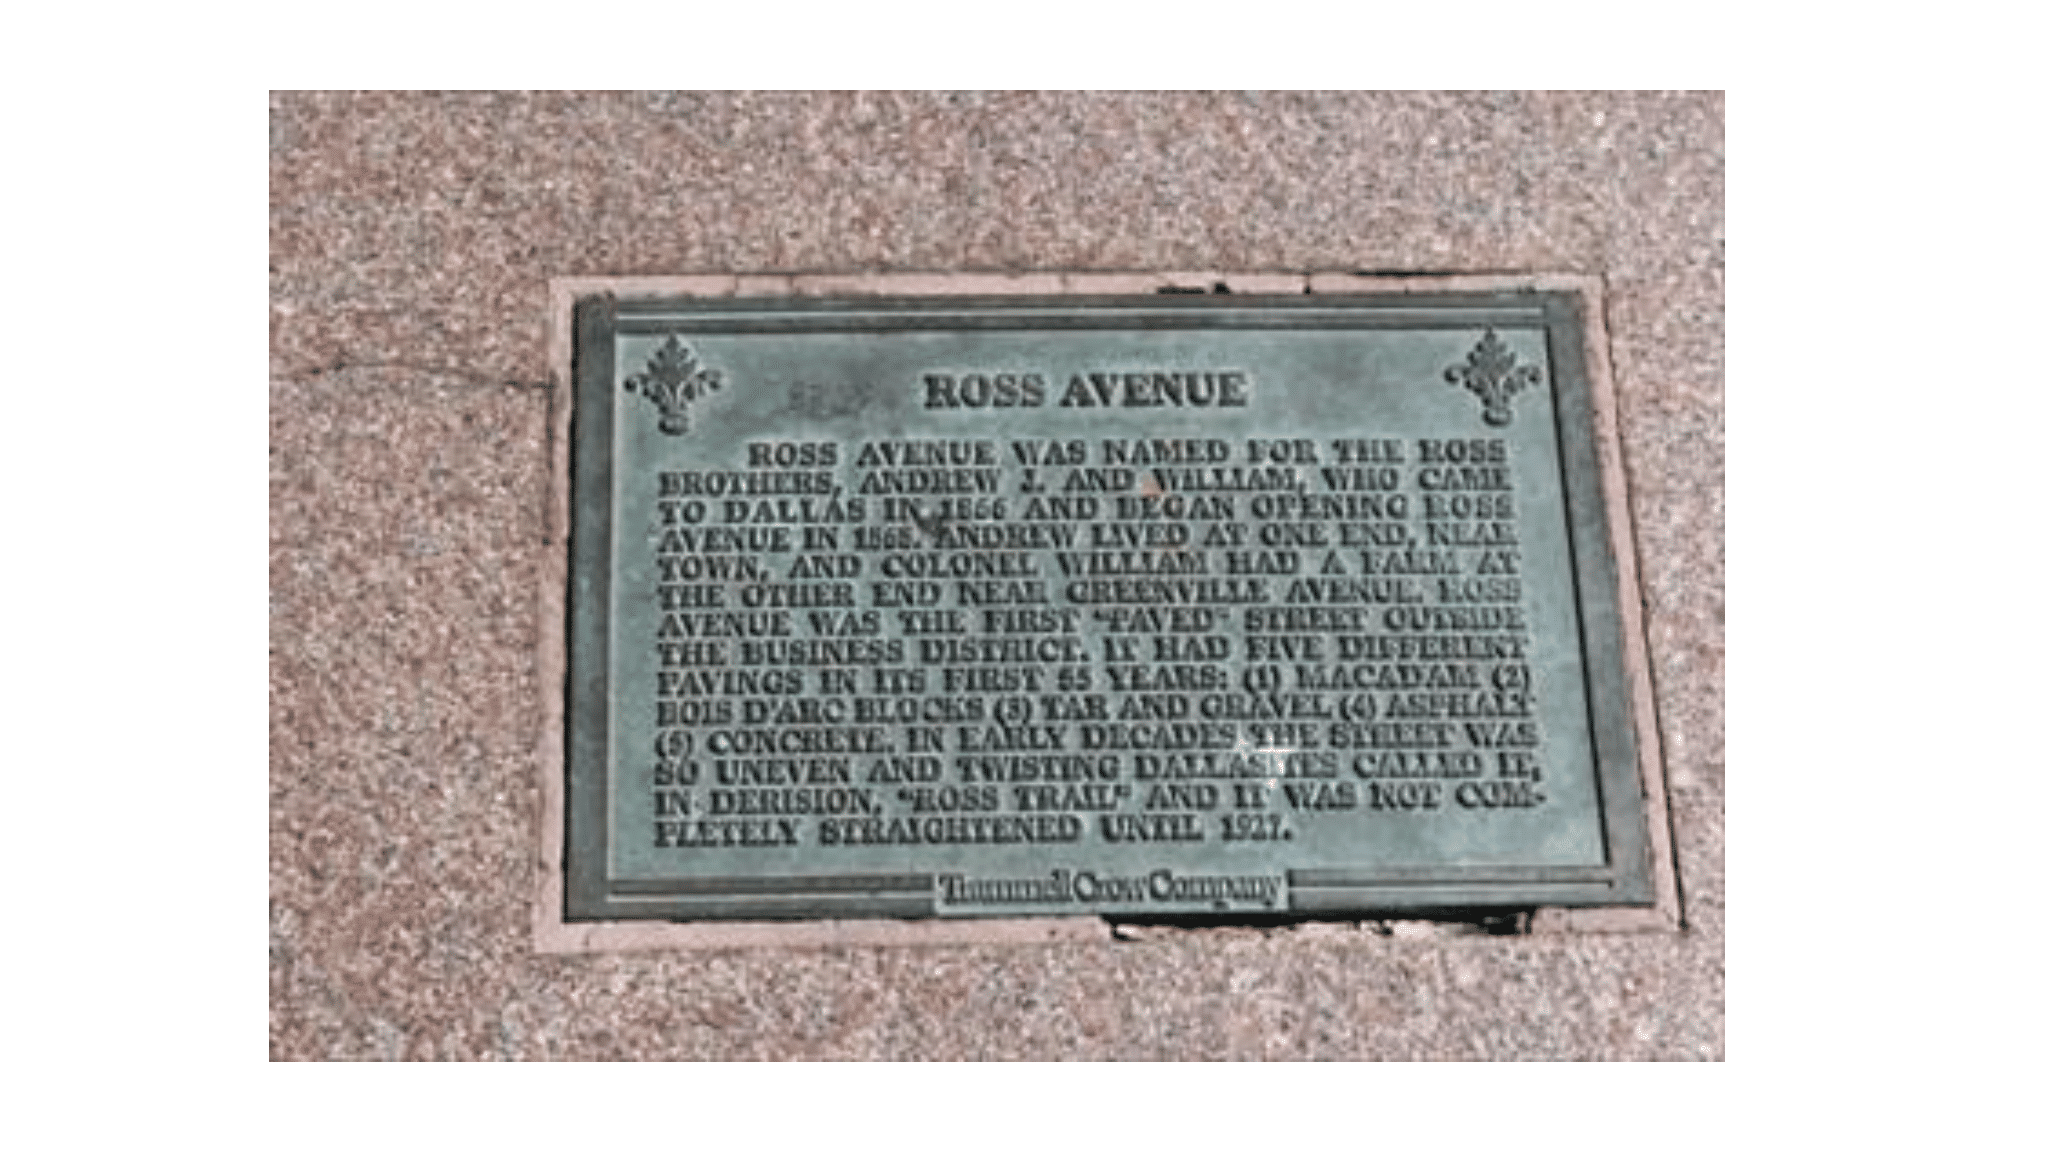 ROSS AVENUE
ROSS AVENUE WAS NAMED FOR THE ROSS
BROTHERS, ANDREW J. AND WILLIAM, WHO CAME
TO DALLAS IN 1866 AND BEGAN OPENING ROSS
AVENUE IN 1868. ANDREW LIVED AT ONE END, NEAR
TOWN, AND COLONEL WILLIAM HAD A FARM AT
THE OTHER END NEAR GREENVILLE AVENUE. ROSS
AVENUE WAS THE FIRST "PAVED" STREET OUTSIDE
THE BUSINESS DISTRICT. IT HAD FIVE DIFFERENT
PAVINGS IN ITS FIRST 55 YEARS: (1) MACADAM (2)
BOIS D'ARC BLOCKS (3) TAR AND GRAVEL (4) ASPHALT
(5) CONCRETE. IN EARLY DECADES THE STREET WAS
SO UNEVEN AND TWISTING DALLASITES CALLED IT,
IN DERISION, "ROSS TRAIL" AND IT WAS NOT COM-
PLETELY STRAIGHTENED UNTIL 1927.
Trammell Crow Company